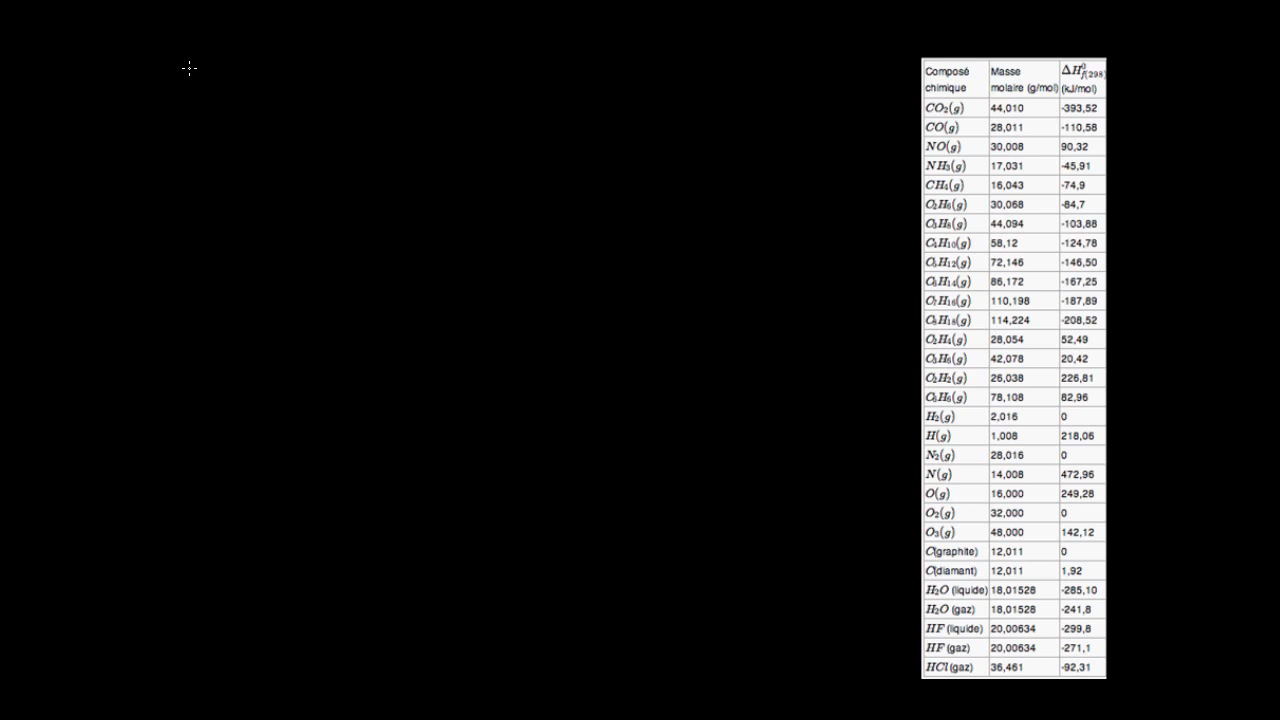 Composé chimique Masse molaire (g/mol) ΔH⁰f(298) (kJ/mol)
CO₂(g) 44,010 -393,52
CO(g) 28,011 -110,58
NO(g) 30,008 90,32
NH₃(g) 17,031 -45,91
CH₄(g) 16,043 -74,9
C₂H₆(g) 30,068 -84,7
C₃H₈(g) 44,094 -103,88
C₄H₁₀(g) 58,12 -124,78
C₅H₁₂(g) 72,146 -146,50
C₆H₁₄(g) 86,172 -167,25
C₇H₁₆(g) 110,198 -187,89
C₈H₁₈(g) 114,224 -208,52
C₂H₄(g) 28,054 52,49
C₃H₆(g) 42,078 20,42
C₂H₂(g) 26,038 226,81
C₆H₆(g) 78,108 82,96
H₂(g) 2,016 0
H(g) 1,008 218,06
N₂(g) 28,016 0
N(g) 14,008 472,96
O(g) 16,000 249,28
O₂(g) 32,000 0
O₃(g) 48,000 142,12
C(graphite) 12,011 0
C(diamant) 12,011 1,92
H₂O (liquide) 18,01528 -285,10
H₂O (gaz) 18,01528 -241,8
HF (liquide) 20,00634 -299,8
HF (gaz) 20,00634 -271,1
HCl (gaz) 36,461 -92,31